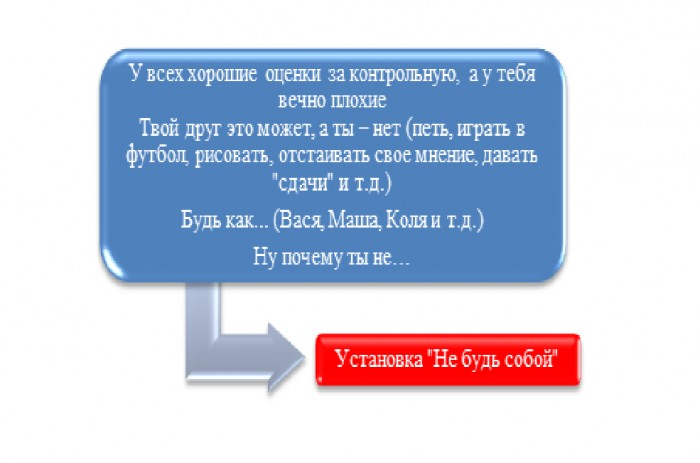 У всех хорошие оценки за контрольную, а у тебя
вечно плохие
Твой друг это может, а ты – нет (петь, играть в
футбол, рисовать, отстаивать свое мнение, давать
"сдачи" и т.д.)
Будь как... (Вася, Маша, Коля и т.д.)
Ну почему ты не…
Установка "Не будь собой"